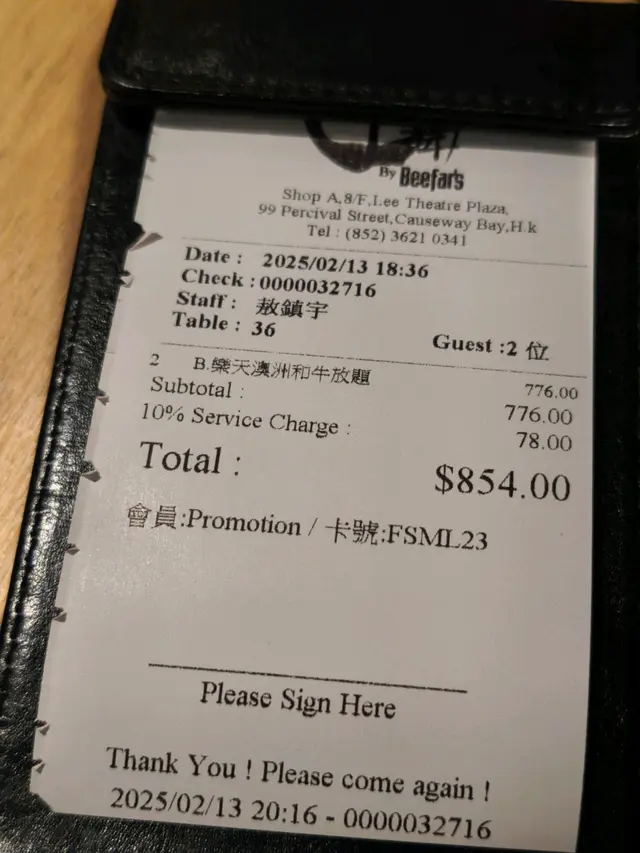 By Beefar's
Shop A,8/F,Lee Theatre Plaza,
99 Percival Street,Causeway Bay,H.k
Tel : (852) 3621 0341
Date : 2025/02/13 18:36
Check :0000032716
Staff : 敖鎮宇
Table : 36 Guest :2 位
2 B.樂天澳洲和牛放題 776.00
Subtotal : 776.00
10% Service Charge : 78.00
Total : $854.00
會員:Promotion / 卡號:FSML23
Please Sign Here
Thank You ! Please come again !
2025/02/13 20:16 - 0000032716